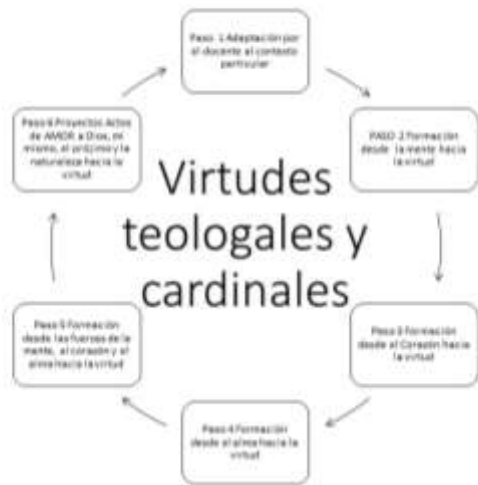 Paso 1 Adaptación por
el docente al contexto
particular
PASO 2 Formación
desde la mente hacia
la virtud
Paso 3 Formación
desde el Corazón hacia
la virtud
Paso 4 Formación
desde el alma hacia la
virtud
Paso 5 Formación
desde las fuerzas de la
mente, el corazón y el
alma hacia la virtud
Paso 6 Proyectos Actos
de AMOR a Dios, mi
mismo, el prójimo y la
naturaleza hacia la
virtud
Virtudes
teologales y
cardinales